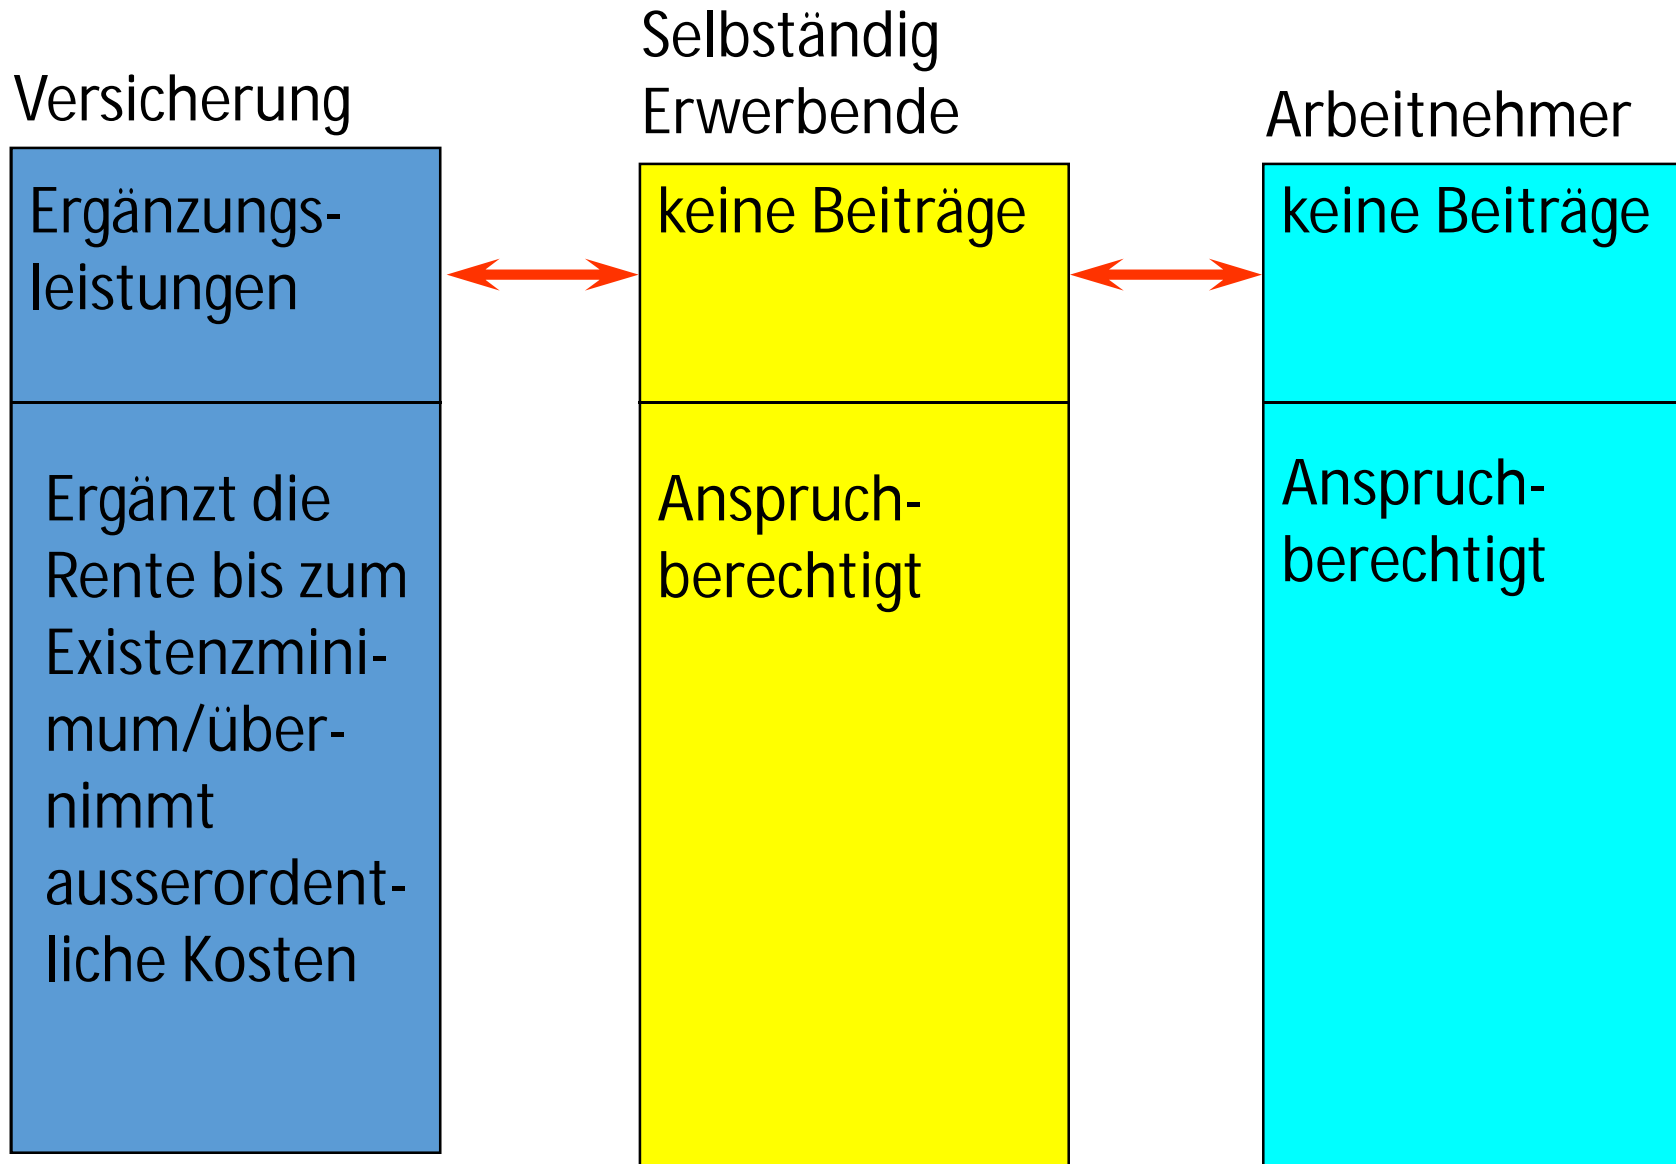 Versicherung
Ergänzungs-
leistungen
Ergänzt die
Rente bis zum
Existenzmini-
mum/über-
nimmt
ausserordent-
liche Kosten
Selbständig
Erwerbende
keine Beiträge
Anspruch-
berechtigt
Arbeitnehmer
keine Beiträge
Anspruch-
berechtigt